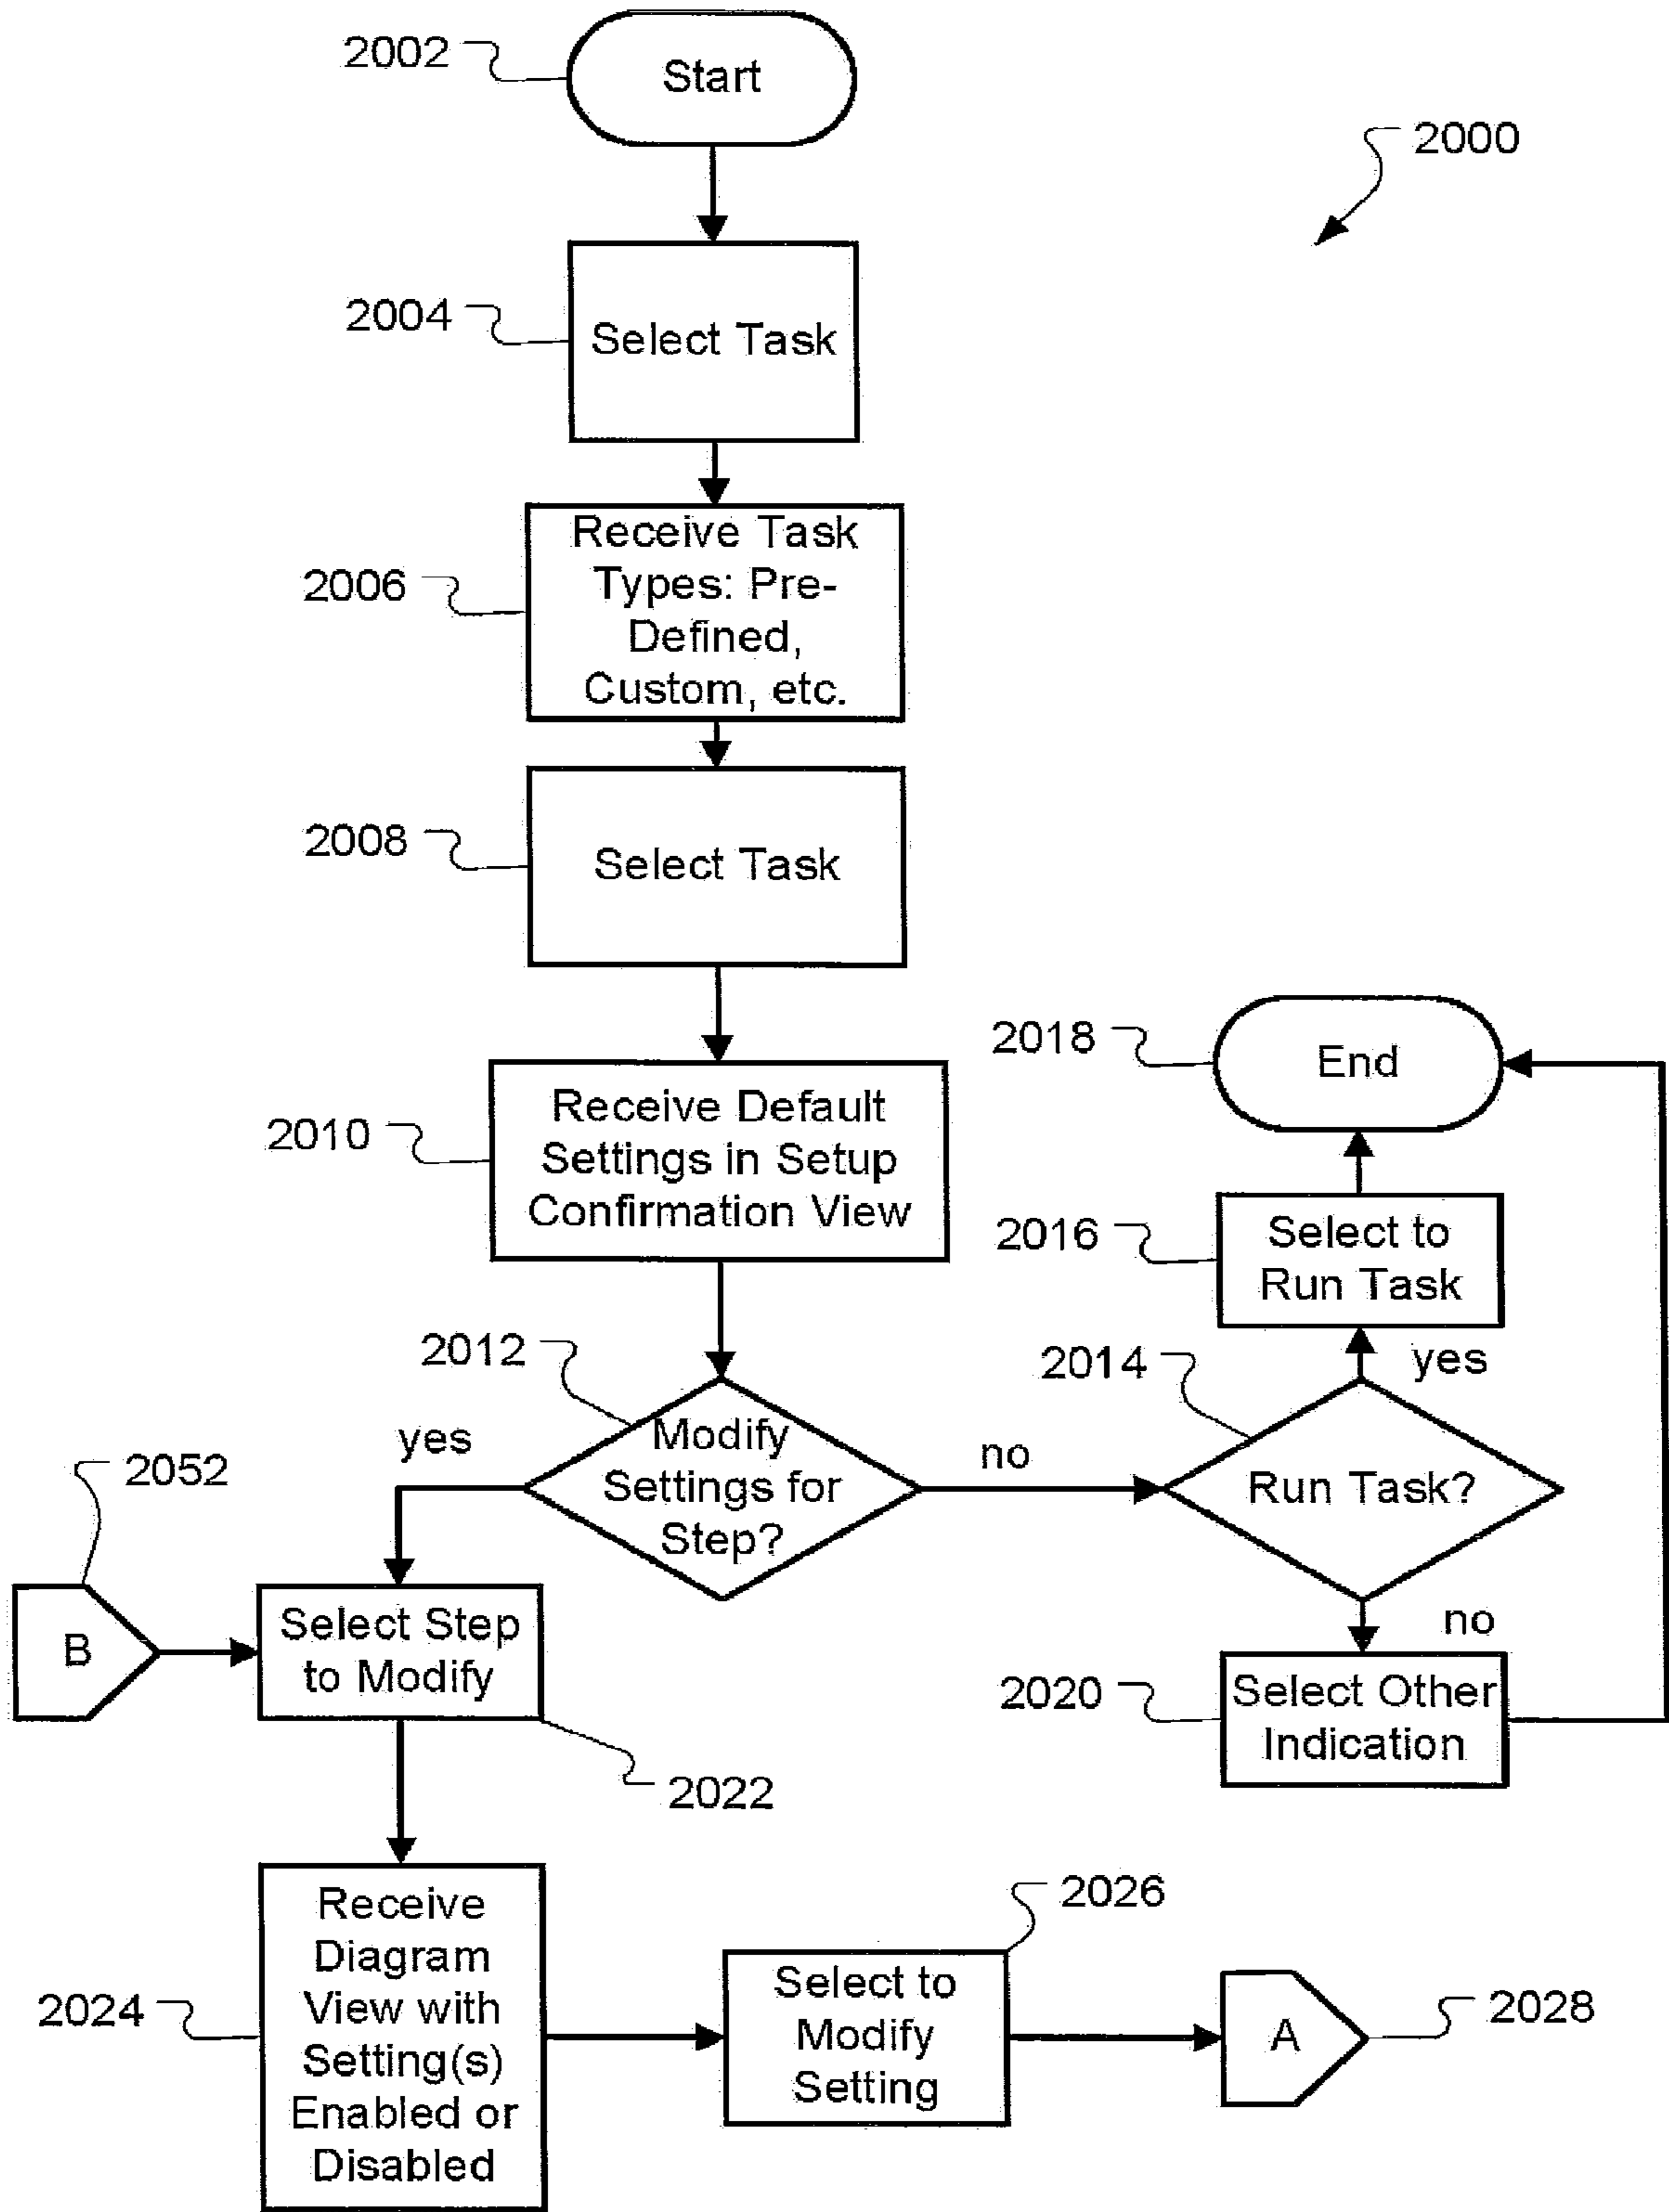 2002
Start
2000
2004
Select Task
2006
Receive Task
Types: Pre-
Defined,
Custom, etc.
2008
Select Task
2018
End
2010
Receive Default
Settings in Setup
Confirmation View
2016
Select to
Run Task
2012
2014
yes
yes
Modify
Settings for
Step?
no
Run Task?
2052
B
Select Step
to Modify
no
2020
Select Other
Indication
2022
2024
Receive
Diagram
View with
Setting(s)
Enabled or
Disabled
2026
Select to
Modify
Setting
A
2028